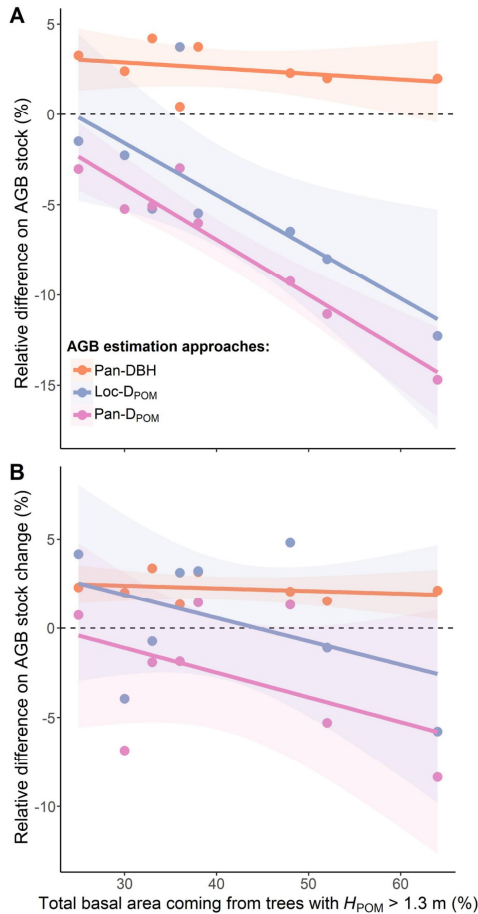 A
Relative difference on AGB stock (%)
5
0
-5
-10
-15
AGB estimation approaches:
Pan-DBH
Loc-DPOM
Pan-DPOM
B
Relative difference on AGB stock change (%)
5
0
-5
-10
30 40 50 60
Total basal area coming from trees with HPOM > 1.3 m (%)